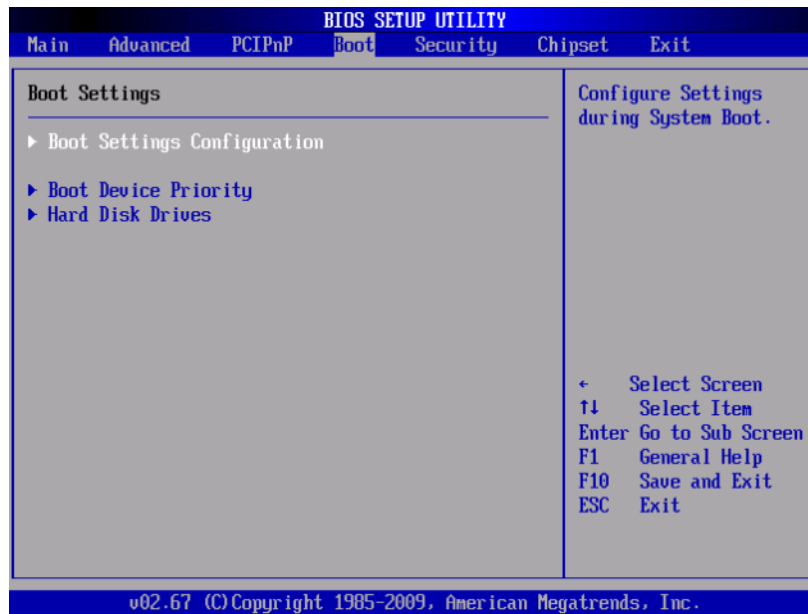 BIOS SETUP UTILITY
Main Advanced PCIPnP Boot Security Chipset Exit
Boot Settings
▶ Boot Settings Configuration
▶ Boot Device Priority
▶ Hard Disk Drives
Configure Settings
during System Boot.
← Select Screen
↑↓ Select Item
Enter Go to Sub Screen
F1 General Help
F10 Save and Exit
ESC Exit
v02.67 (C)Copyright 1985-2009, American Megatrends, Inc.